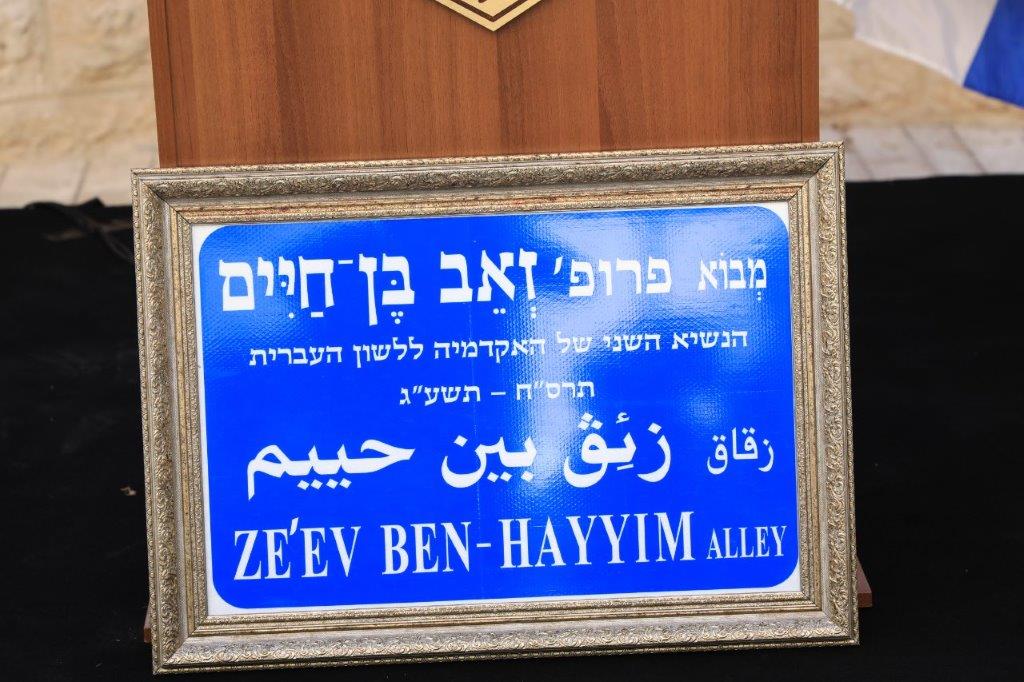 מְבוֹא פרופ׳ זְאֵב בֶּן־חַיִּים
הנשיא השני של האקדמיה ללשון העברית
תרס״ח – תשע״ג
زقاق زئِڤ بين حييم
ZE'EV BEN-HAYYIM ALLEY